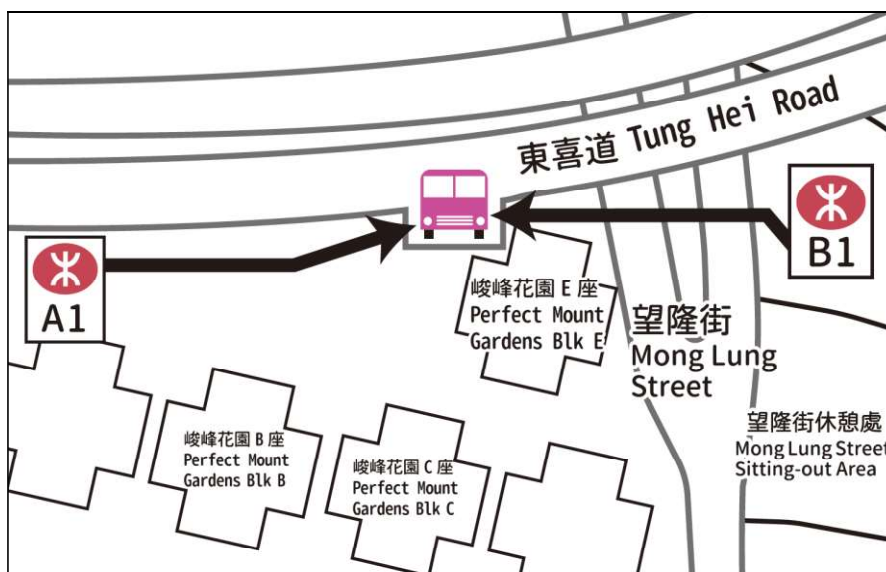 東喜道 Tung Hei Road
A1
B1
峻峰花園 E 座
Perfect Mount
Gardens Blk E
望隆街
Mong Lung
Street
峻峰花園 B 座
Perfect Mount
Gardens Blk B
峻峰花園 C 座
Perfect Mount
Gardens Blk C
望隆街休憩處
Mong Lung Street
Sitting-out Area